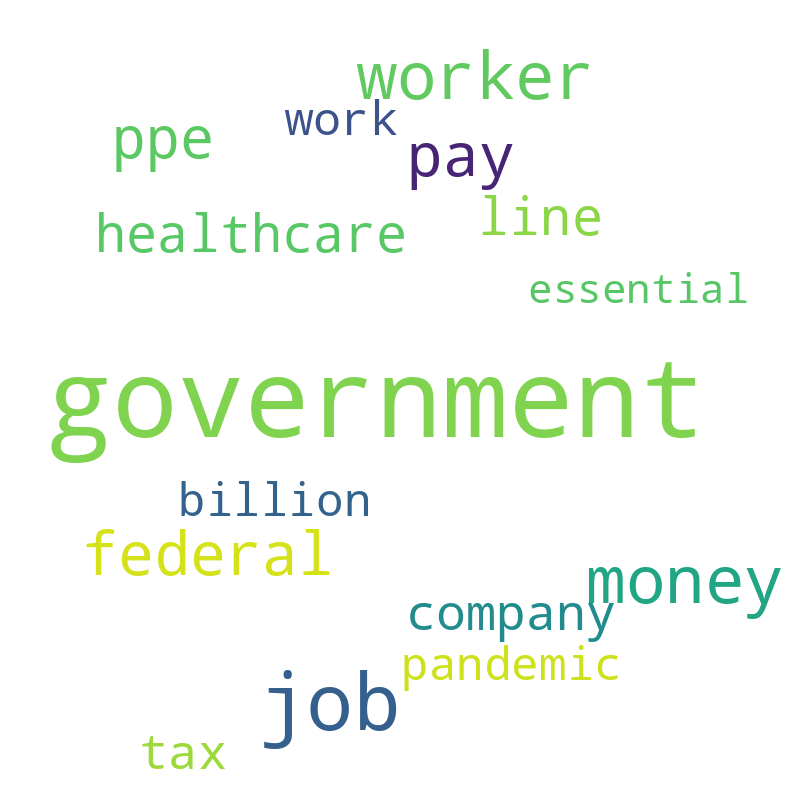 worker
work
ppe
pay
line
healthcare
essential
government
billion
federal
money
company
pandemic
job
tax